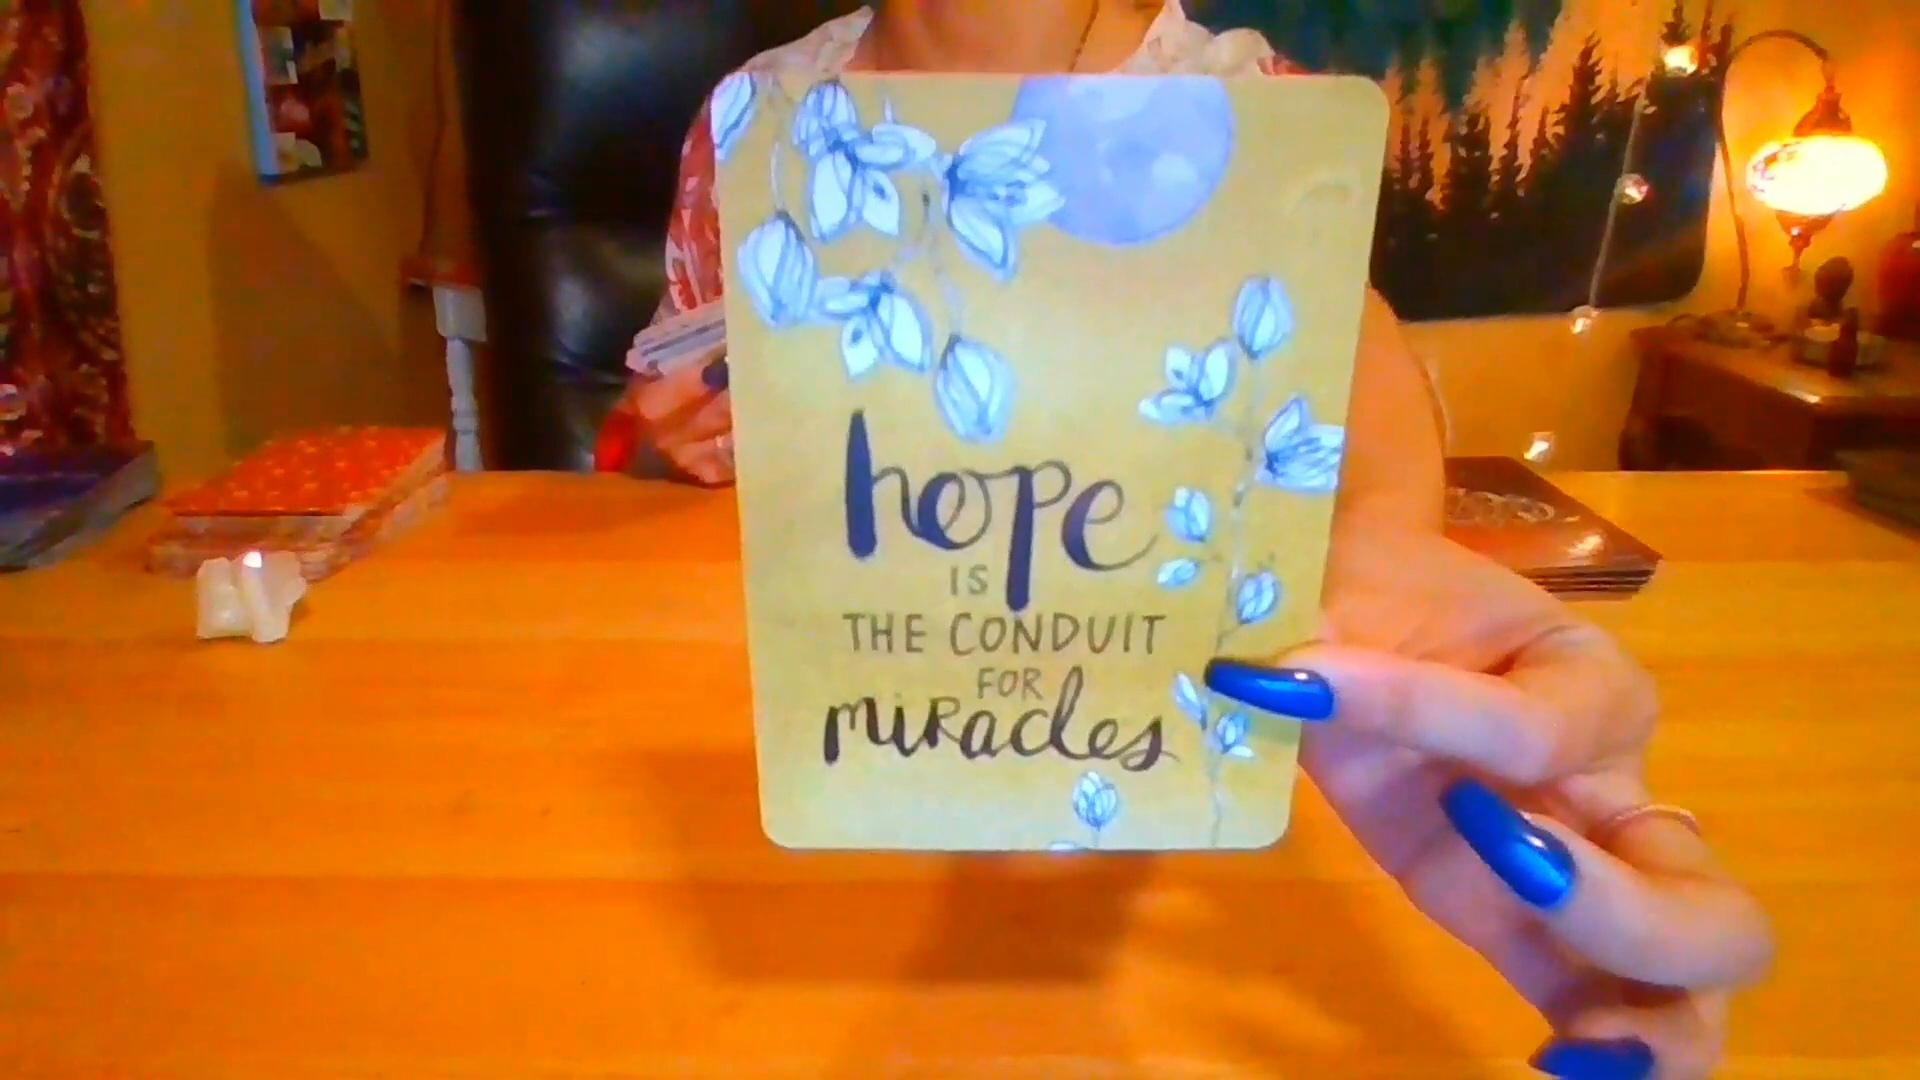 hope
IS
THE CONDUIT
FOR
miRacles